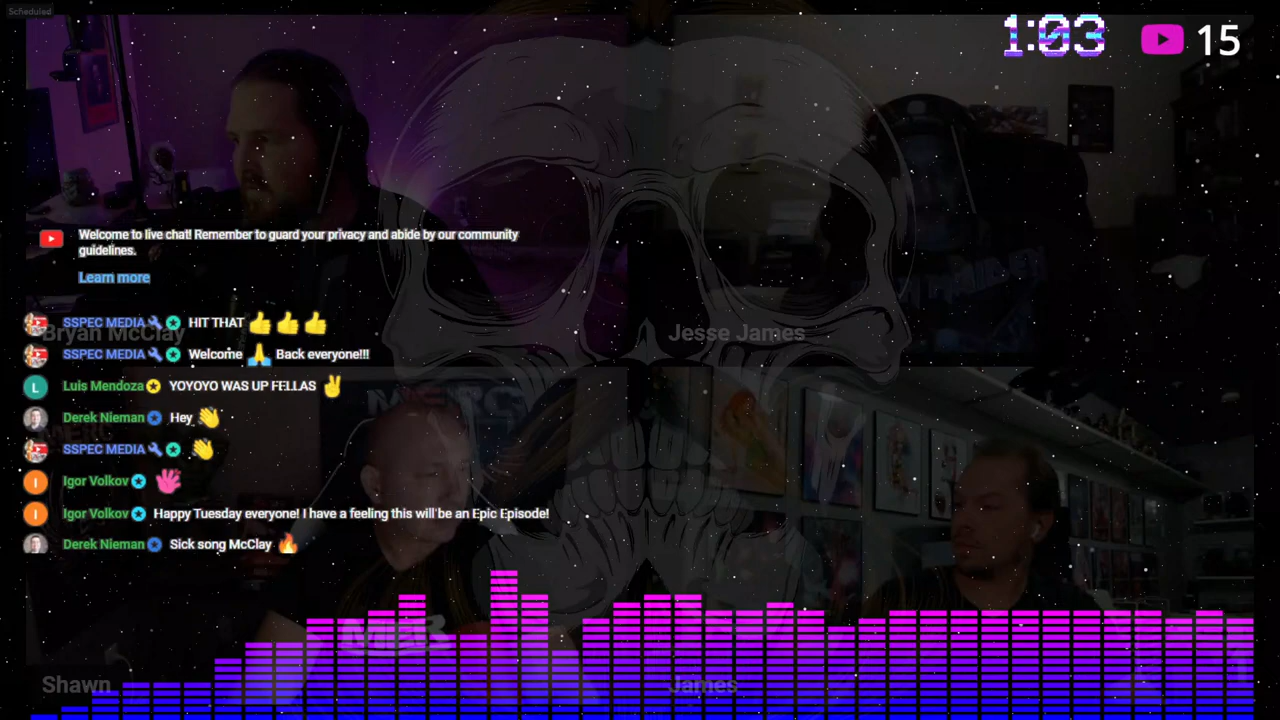 Scheduled
1:03
15
Welcome to live chat! Remember to guard your privacy and abide by our community
guidelines.
Learn more
SSPEC MEDIA HIT THAT 👍👍👍
Bryan McClay
Jesse James
SSPEC MEDIA Welcome 🙏 Back everyone!!!
L Luis Mendoza YOYOYO WAS UP FELLAS ✌
Derek Nieman Hey 👋
SSPEC MEDIA 👋
I Igor Volkov
I Igor Volkov Happy Tuesday everyone! I have a feeling this will be an Epic Episode!
Derek Nieman Sick song McClay 🔥
Shawn
James